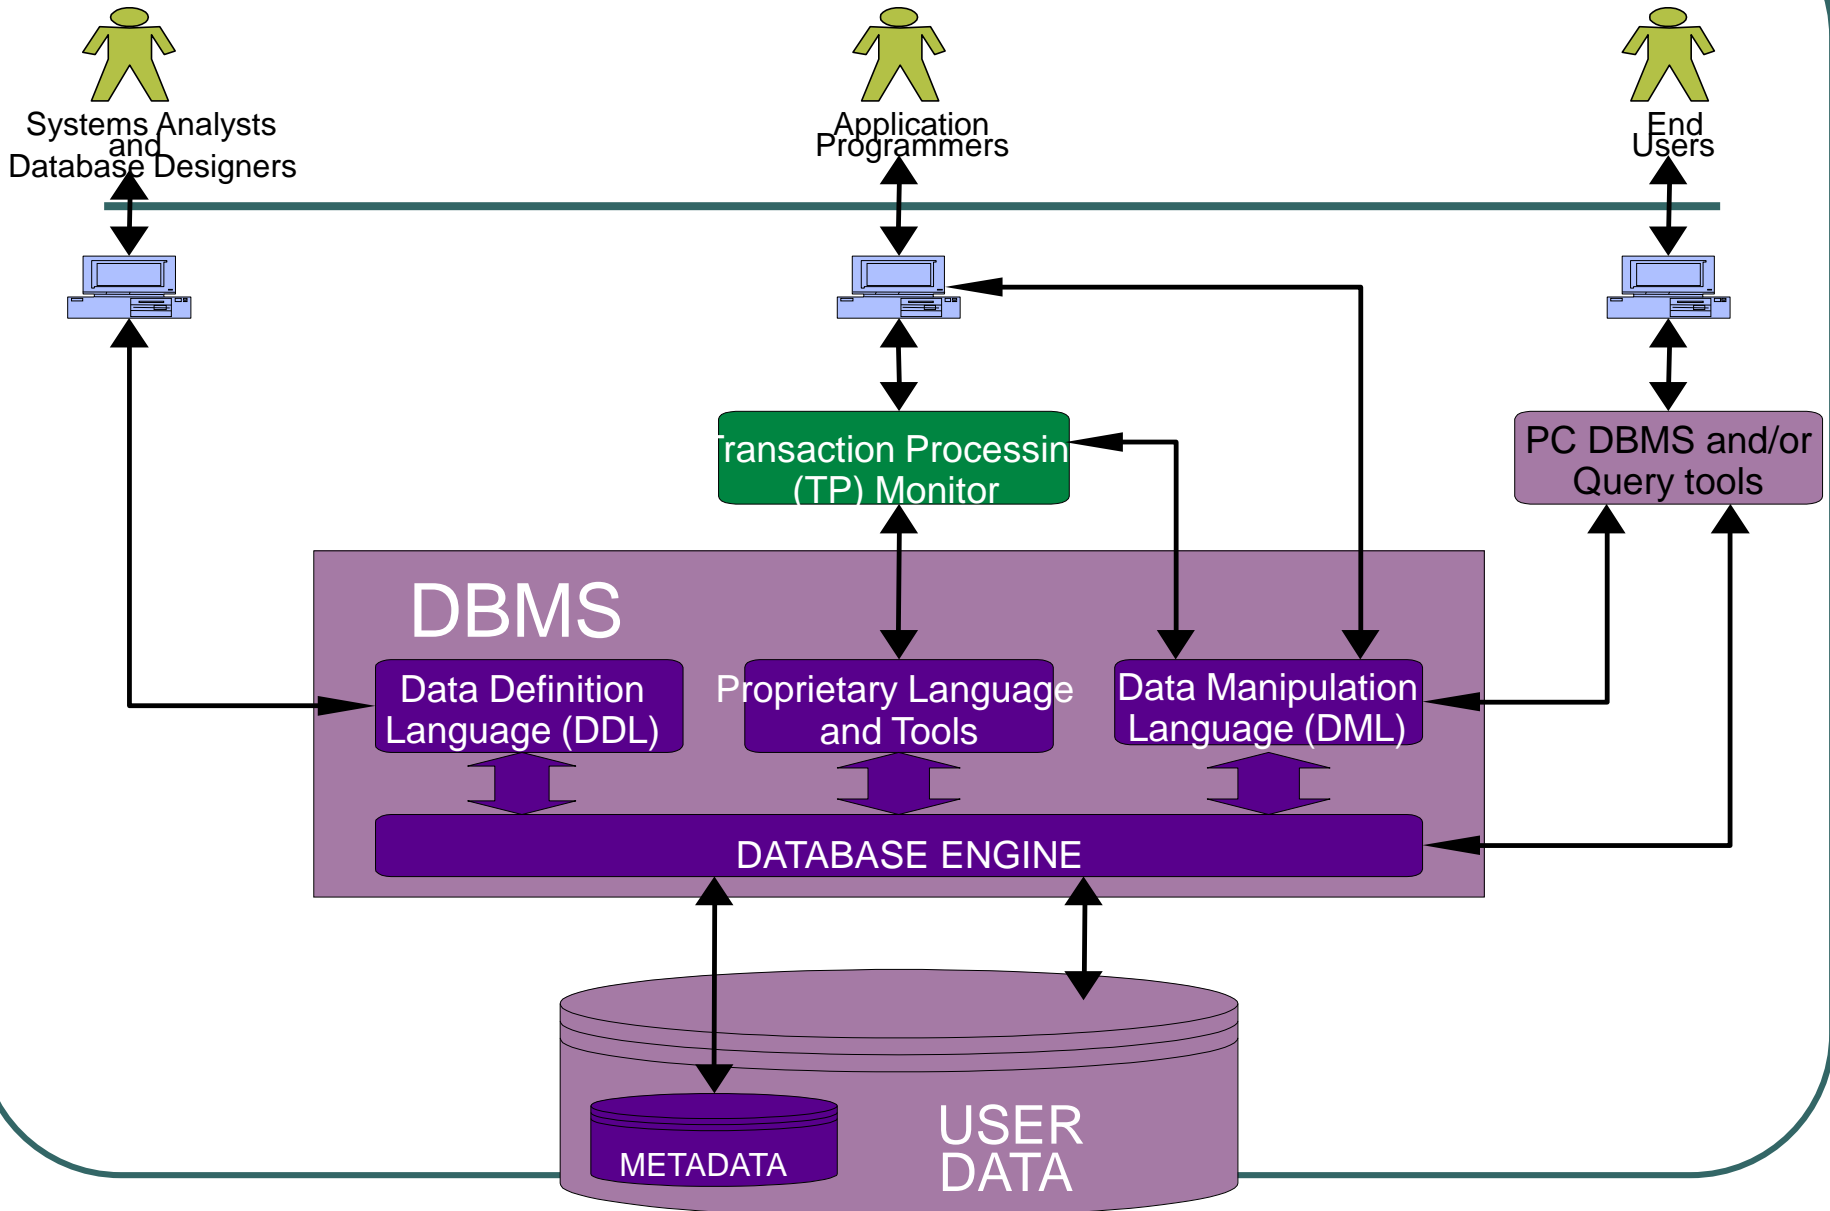 Systems Analysts
and
Database Designers
Application
Programmers
End
Users
ransaction Processin
(TP) Monitor
PC DBMS and/or
Query tools
DBMS
Data Definition
Language (DDL)
Proprietary Language
and Tools
Data Manipulation
Language (DML)
DATABASE ENGINE
METADATA
USER
DATA